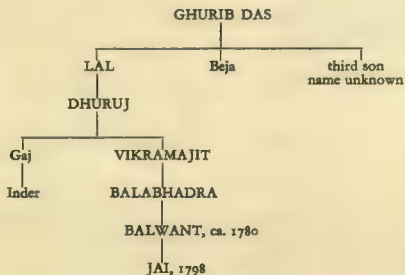 GHURIB DAS
LAL Beja third son
name unknown
DHURUJ
Gaj VIKRAMAJIT
Inder BALABHADRA
BALWANT, ca. 1780
JAI, 1798